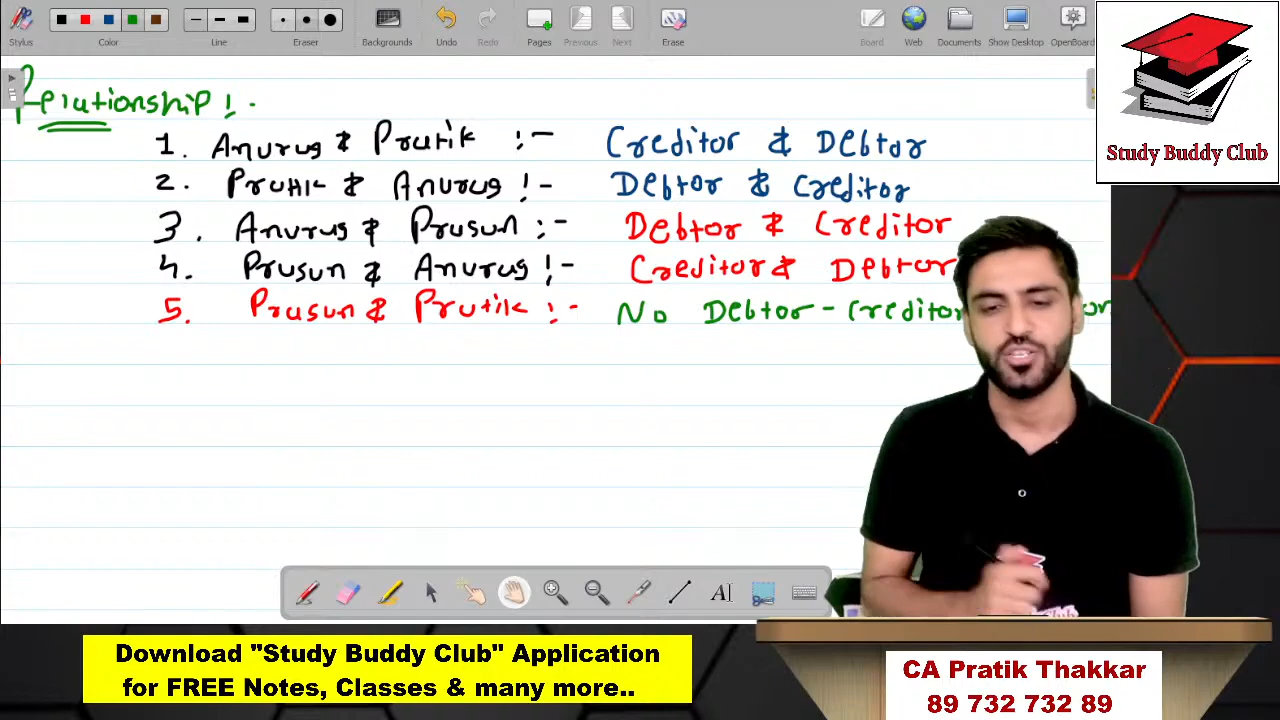 Stylus
Color
Line
Eraser
Backgrounds
Undo
Redo
Pages
Previous
Next
Erase
Board
Web
Documents
Show Desktop
OpenBoard
Study Buddy Club
Relationship :-
1. Anurag & Pratik :- Creditor & Debtor
2. Pratik & Anurag :- Debtor & Creditor
3. Anurag & Prasun :- Debtor & Creditor
4. Prasun & Anurag :- Creditor & Debtor
5. Prasun & Pratik :- No Debtor - Creditor
Download "Study Buddy Club" Application
for FREE Notes, Classes & many more..
CA Pratik Thakkar
89 732 732 89